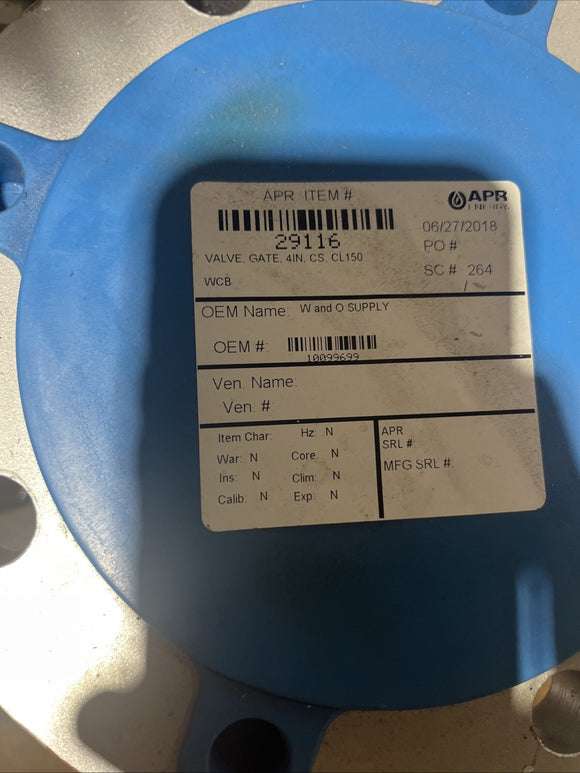 APR ITEM #
APR
ENERGY.
29116
06/27/2018
PO #
VALVE, GATE, 4IN, CS, CL150
SC # 264
/
WCB
OEM Name: W and O SUPPLY
OEM #:
10099699
Ven. Name:
Ven. #
Item Char: Hz: N
War: N Core: N
Ins: N Clim: N
Calib: N Exp: N
APR
SRL #:
MFG SRL #: